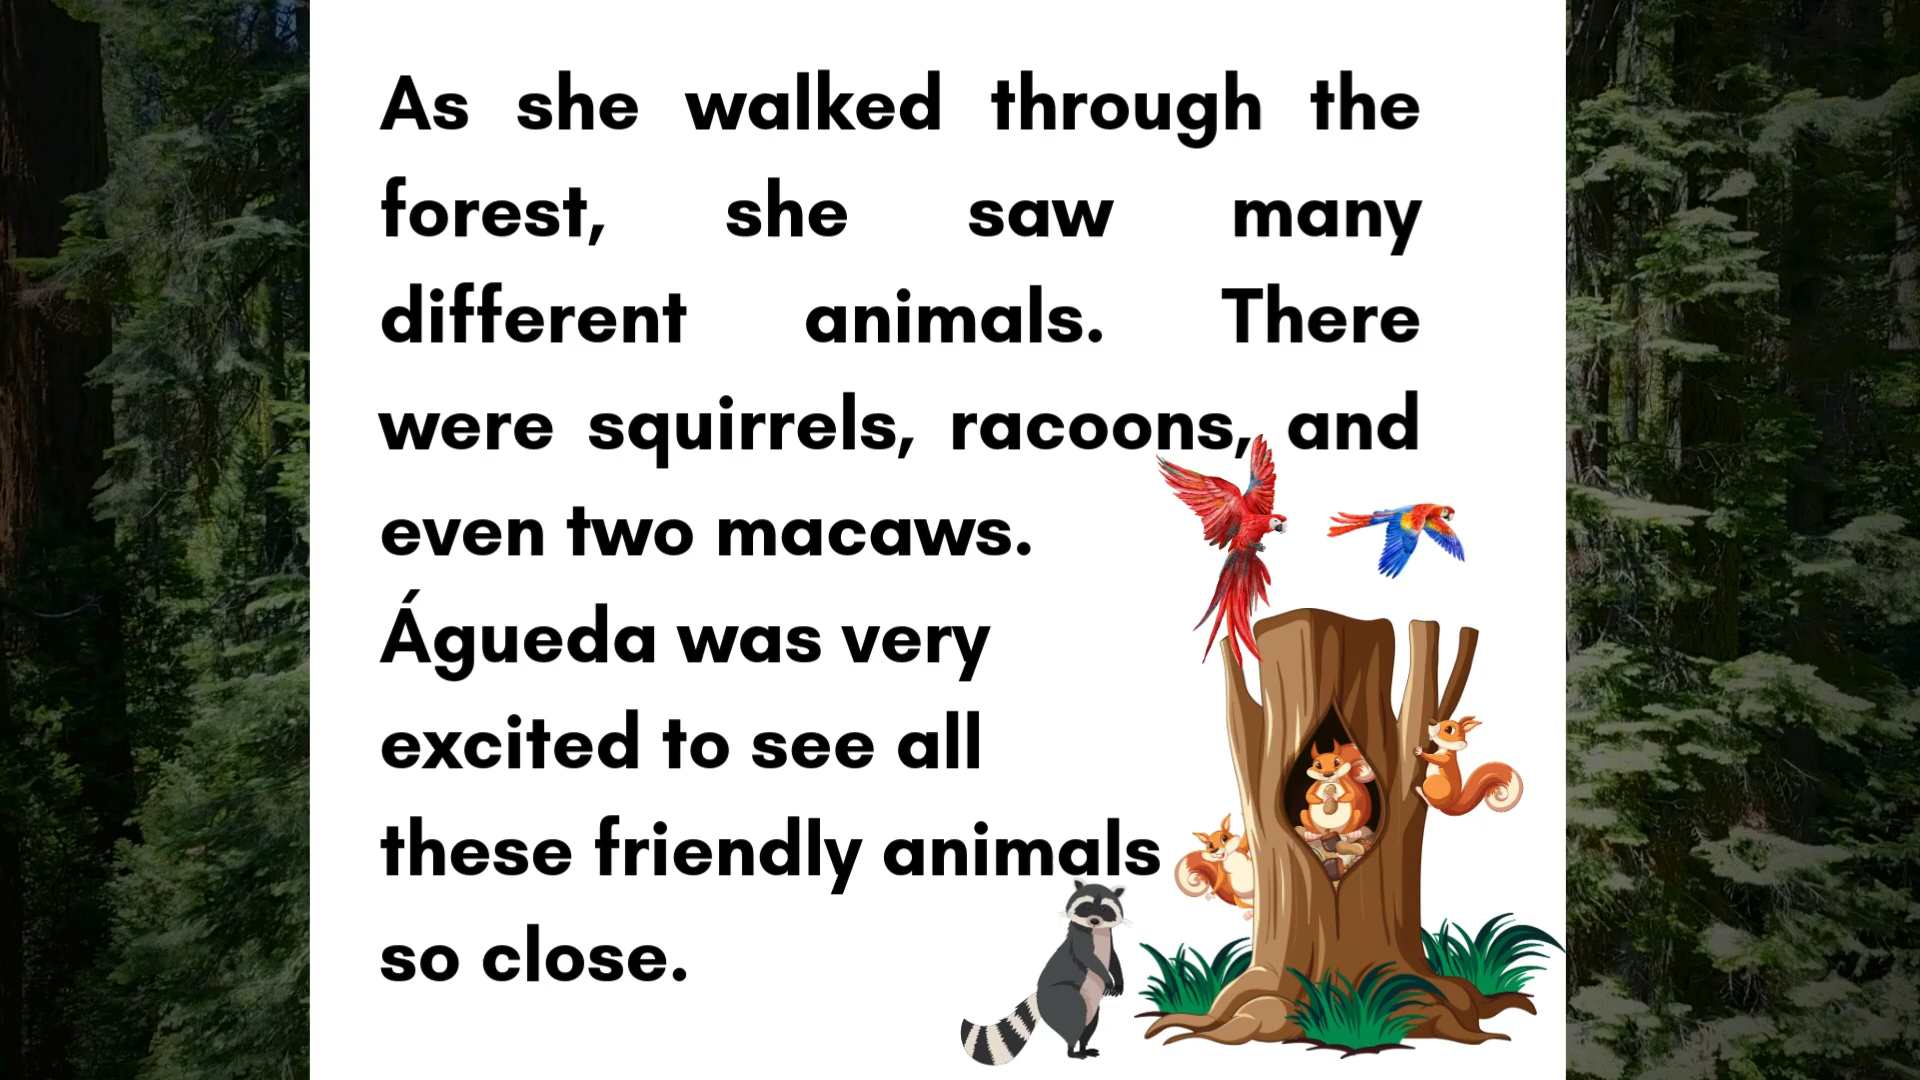 As she walked through the
forest, she saw many
different animals. There
were squirrels, racoons, and
even two macaws.
Águeda was very
excited to see all
these friendly animals
so close.